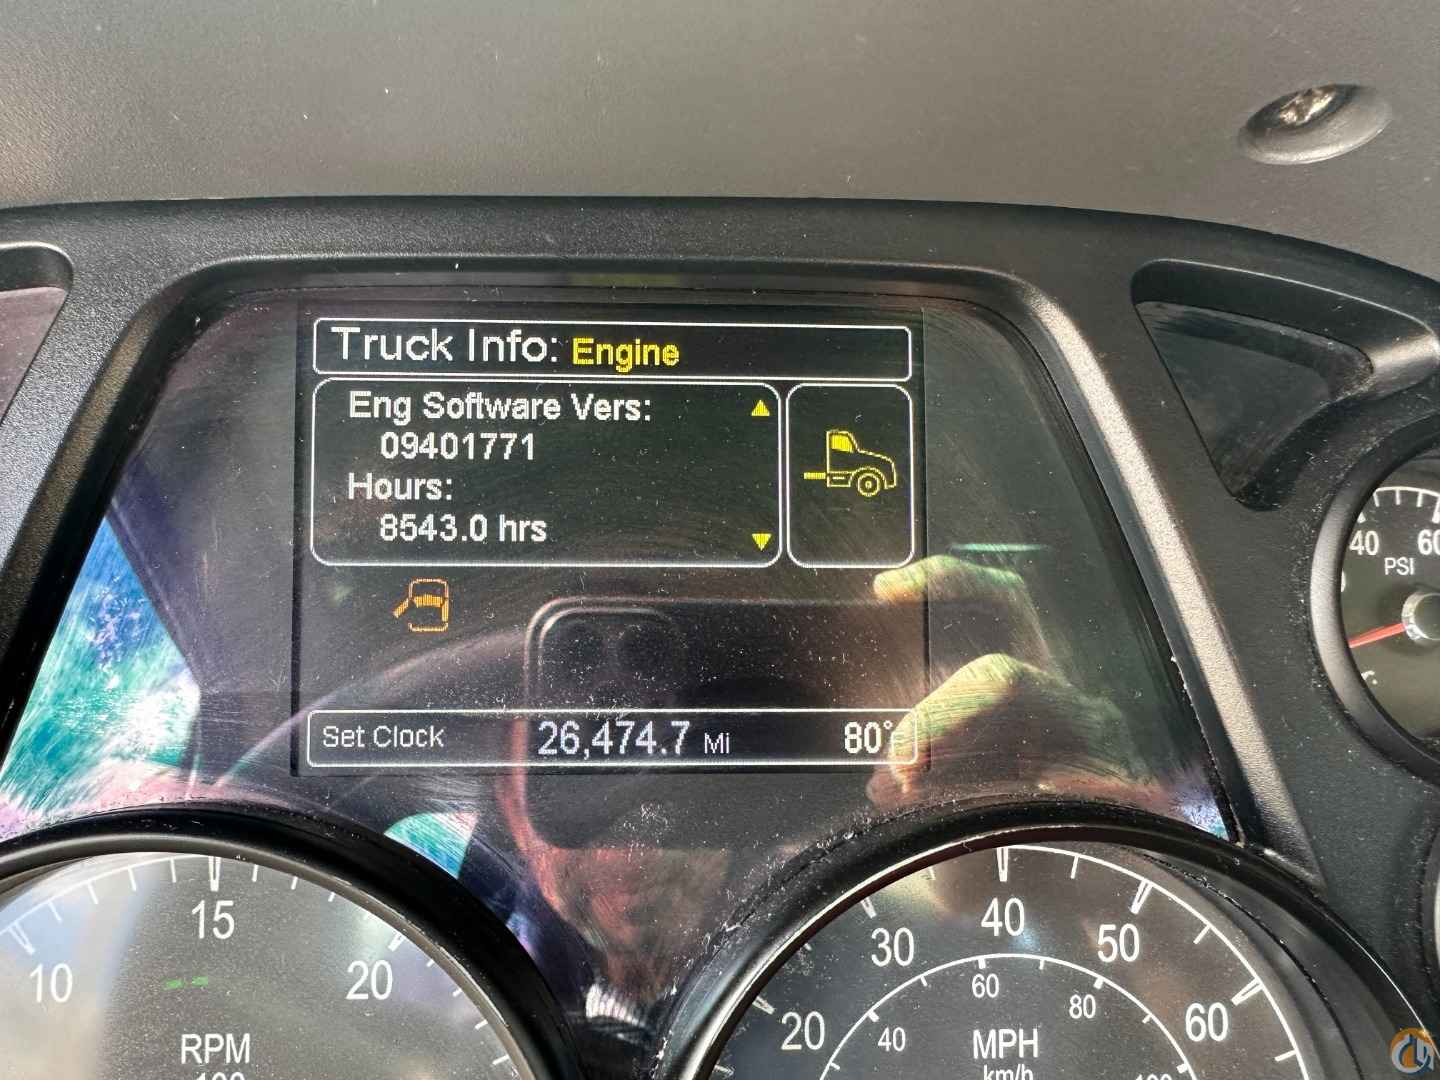 Truck Info: Engine
Eng Software Vers:
09401771
Hours:
8543.0 hrs
Set Clock 26,474.7 Mi 80°F
40 60
PSI
10 15 20
RPM
20 30 40 50 60
40 60 80
MPH
km/h